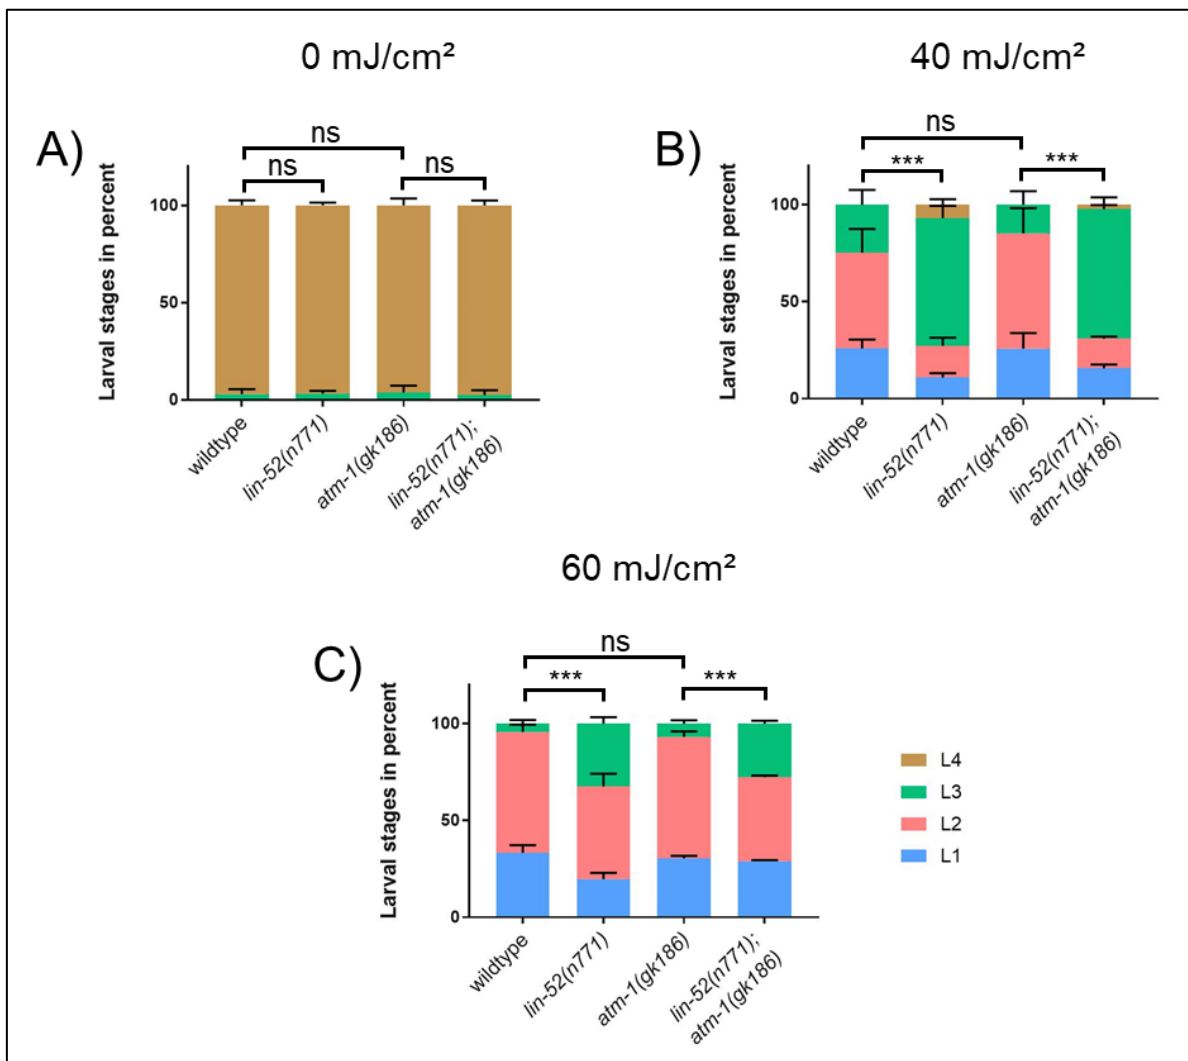 0 mJ/cm²
40 mJ/cm²
A)
ns
ns
ns
Larval stages in percent
100
50
0
wildtype
lin-52(n771)
atm-1(gk186)
lin-52(n771);
atm-1(gk186)
B)
ns
***
***
Larval stages in percent
100
50
0
wildtype
lin-52(n771)
atm-1(gk186)
lin-52(n771);
atm-1(gk186)
60 mJ/cm²
C)
ns
***
***
Larval stages in percent
100
50
0
wildtype
lin-52(n771)
atm-1(gk186)
lin-52(n771);
atm-1(gk186)
L4
L3
L2
L1